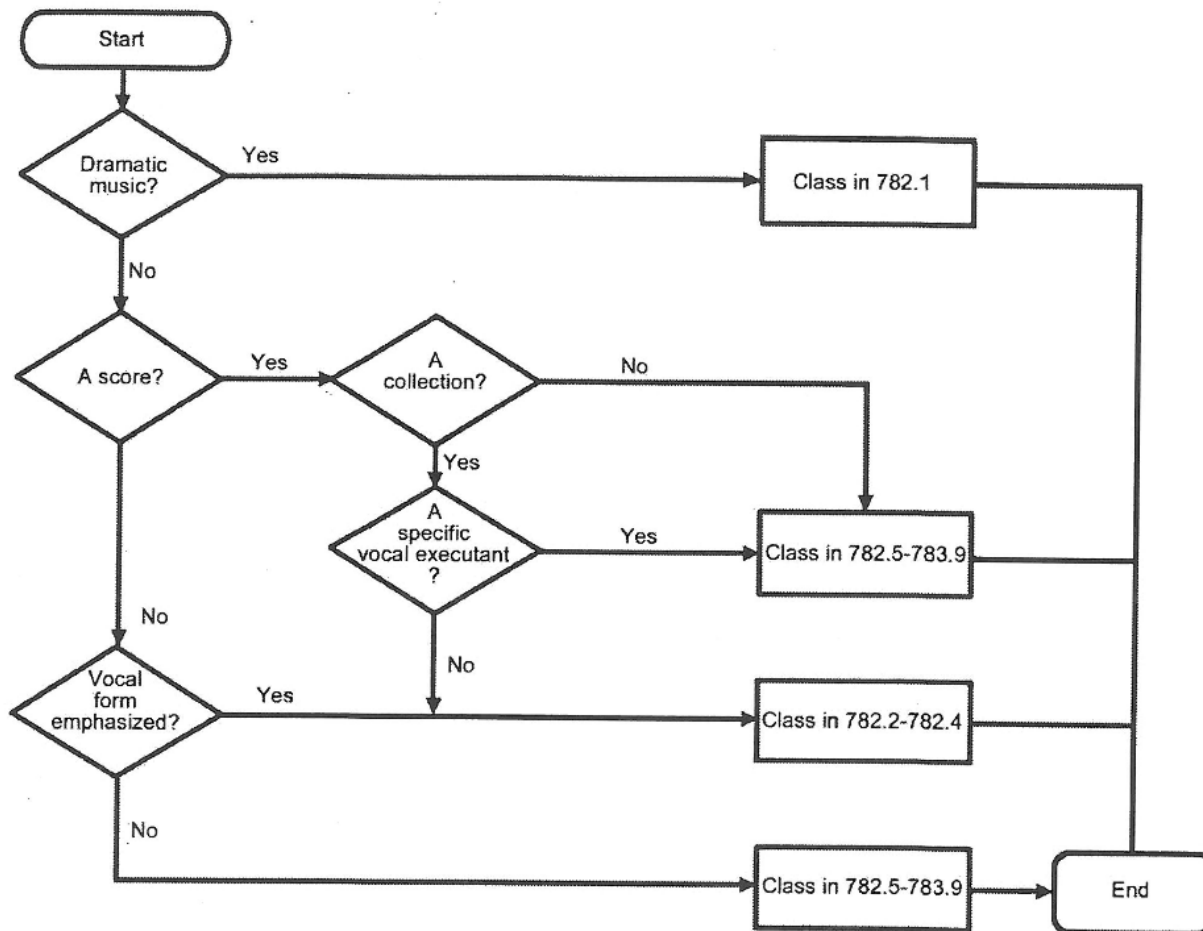 Start
Dramatic
music?
Yes
Class in 782.1
No
A score?
Yes
A
collection?
No
Yes
A
specific
vocal executant
?
Yes
Class in 782.5-783.9
No
No
Vocal
form
emphasized?
Yes
Class in 782.2-782.4
No
Class in 782.5-783.9
End